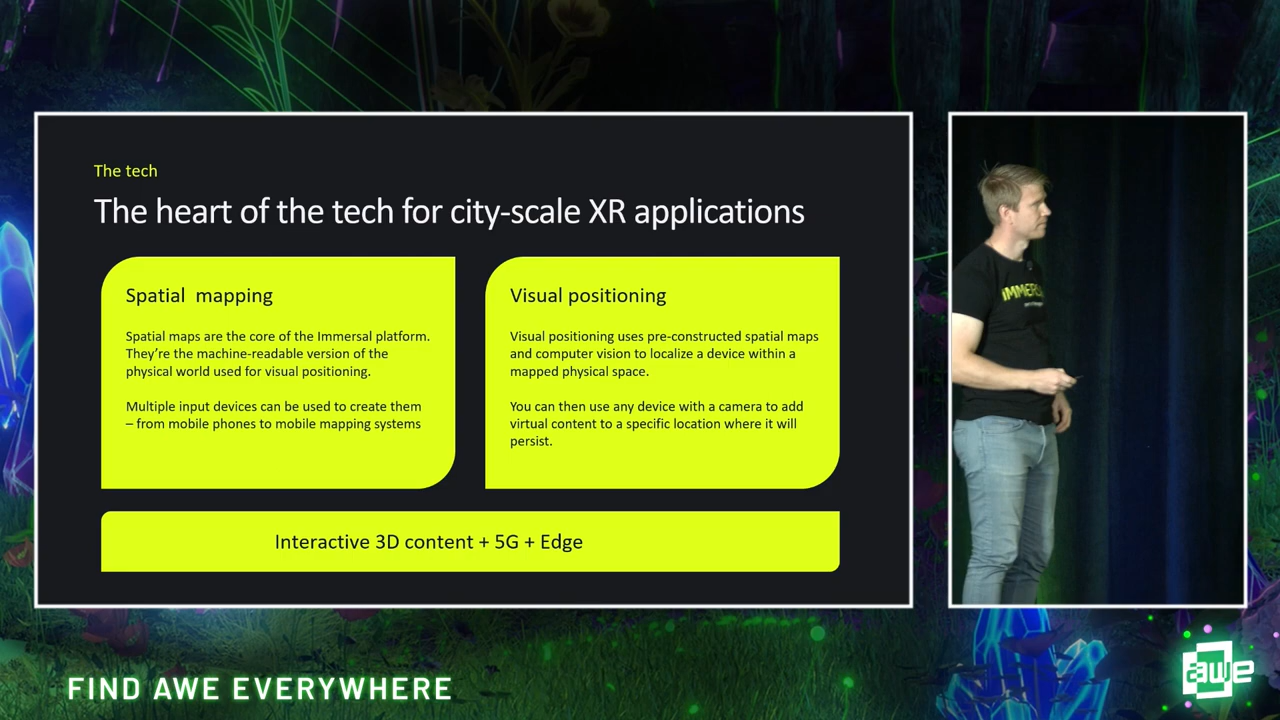 The tech
The heart of the tech for city-scale XR applications
Spatial  mapping
Spatial maps are the core of the Immersal platform.
They’re the machine-readable version of the
physical world used for visual positioning.
Multiple input devices can be used to create them
– from mobile phones to mobile mapping systems
Visual positioning
Visual positioning uses pre-constructed spatial maps
and computer vision to localize a device within a
mapped physical space.
You can then use any device with a camera to add
virtual content to a specific location where it will
persist.
Interactive 3D content + 5G + Edge
FIND AWE EVERYWHERE
awe